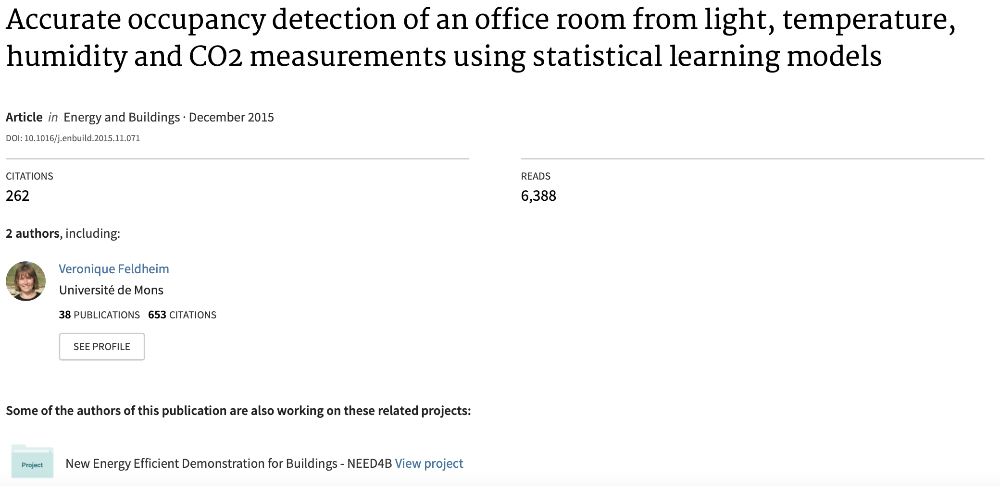 Accurate occupancy detection of an office room from light, temperature,
humidity and CO2 measurements using statistical learning models
Article in Energy and Buildings · December 2015
DOI: 10.1016/j.enbuild.2015.11.071
CITATIONS
262
READS
6,388
2 authors, including:
Veronique Feldheim
Université de Mons
38 PUBLICATIONS 653 CITATIONS
SEE PROFILE
Some of the authors of this publication are also working on these related projects:
Project
New Energy Efficient Demonstration for Buildings - NEED4B View project